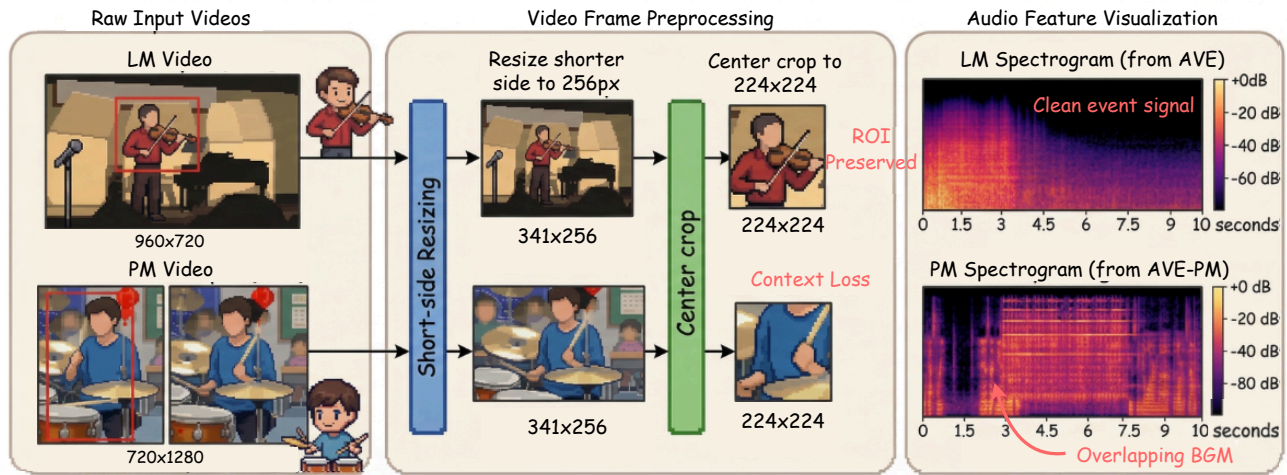 Raw Input Videos
LM Video
960x720
PM Video
720x1280
Video Frame Preprocessing
Short-side Resizing
Resize shorter
side to 256px
341x256
341x256
Center crop
Center crop to
224x224
ROI
Preserved
224x224
Context Loss
224x224
Audio Feature Visualization
LM Spectrogram (from AVE)
Clean event signal
+0dB
-20 dB
-40 dB
-60 dB
0 1.5 3 4.5 6 7.5 9 10 seconds
PM Spectrogram (from AVE-PM)
+0 dB
-20 dB
-40 dB
-80 dB
0 1.5 3 4.5 6 7.5 9 10 seconds
Overlapping BGM